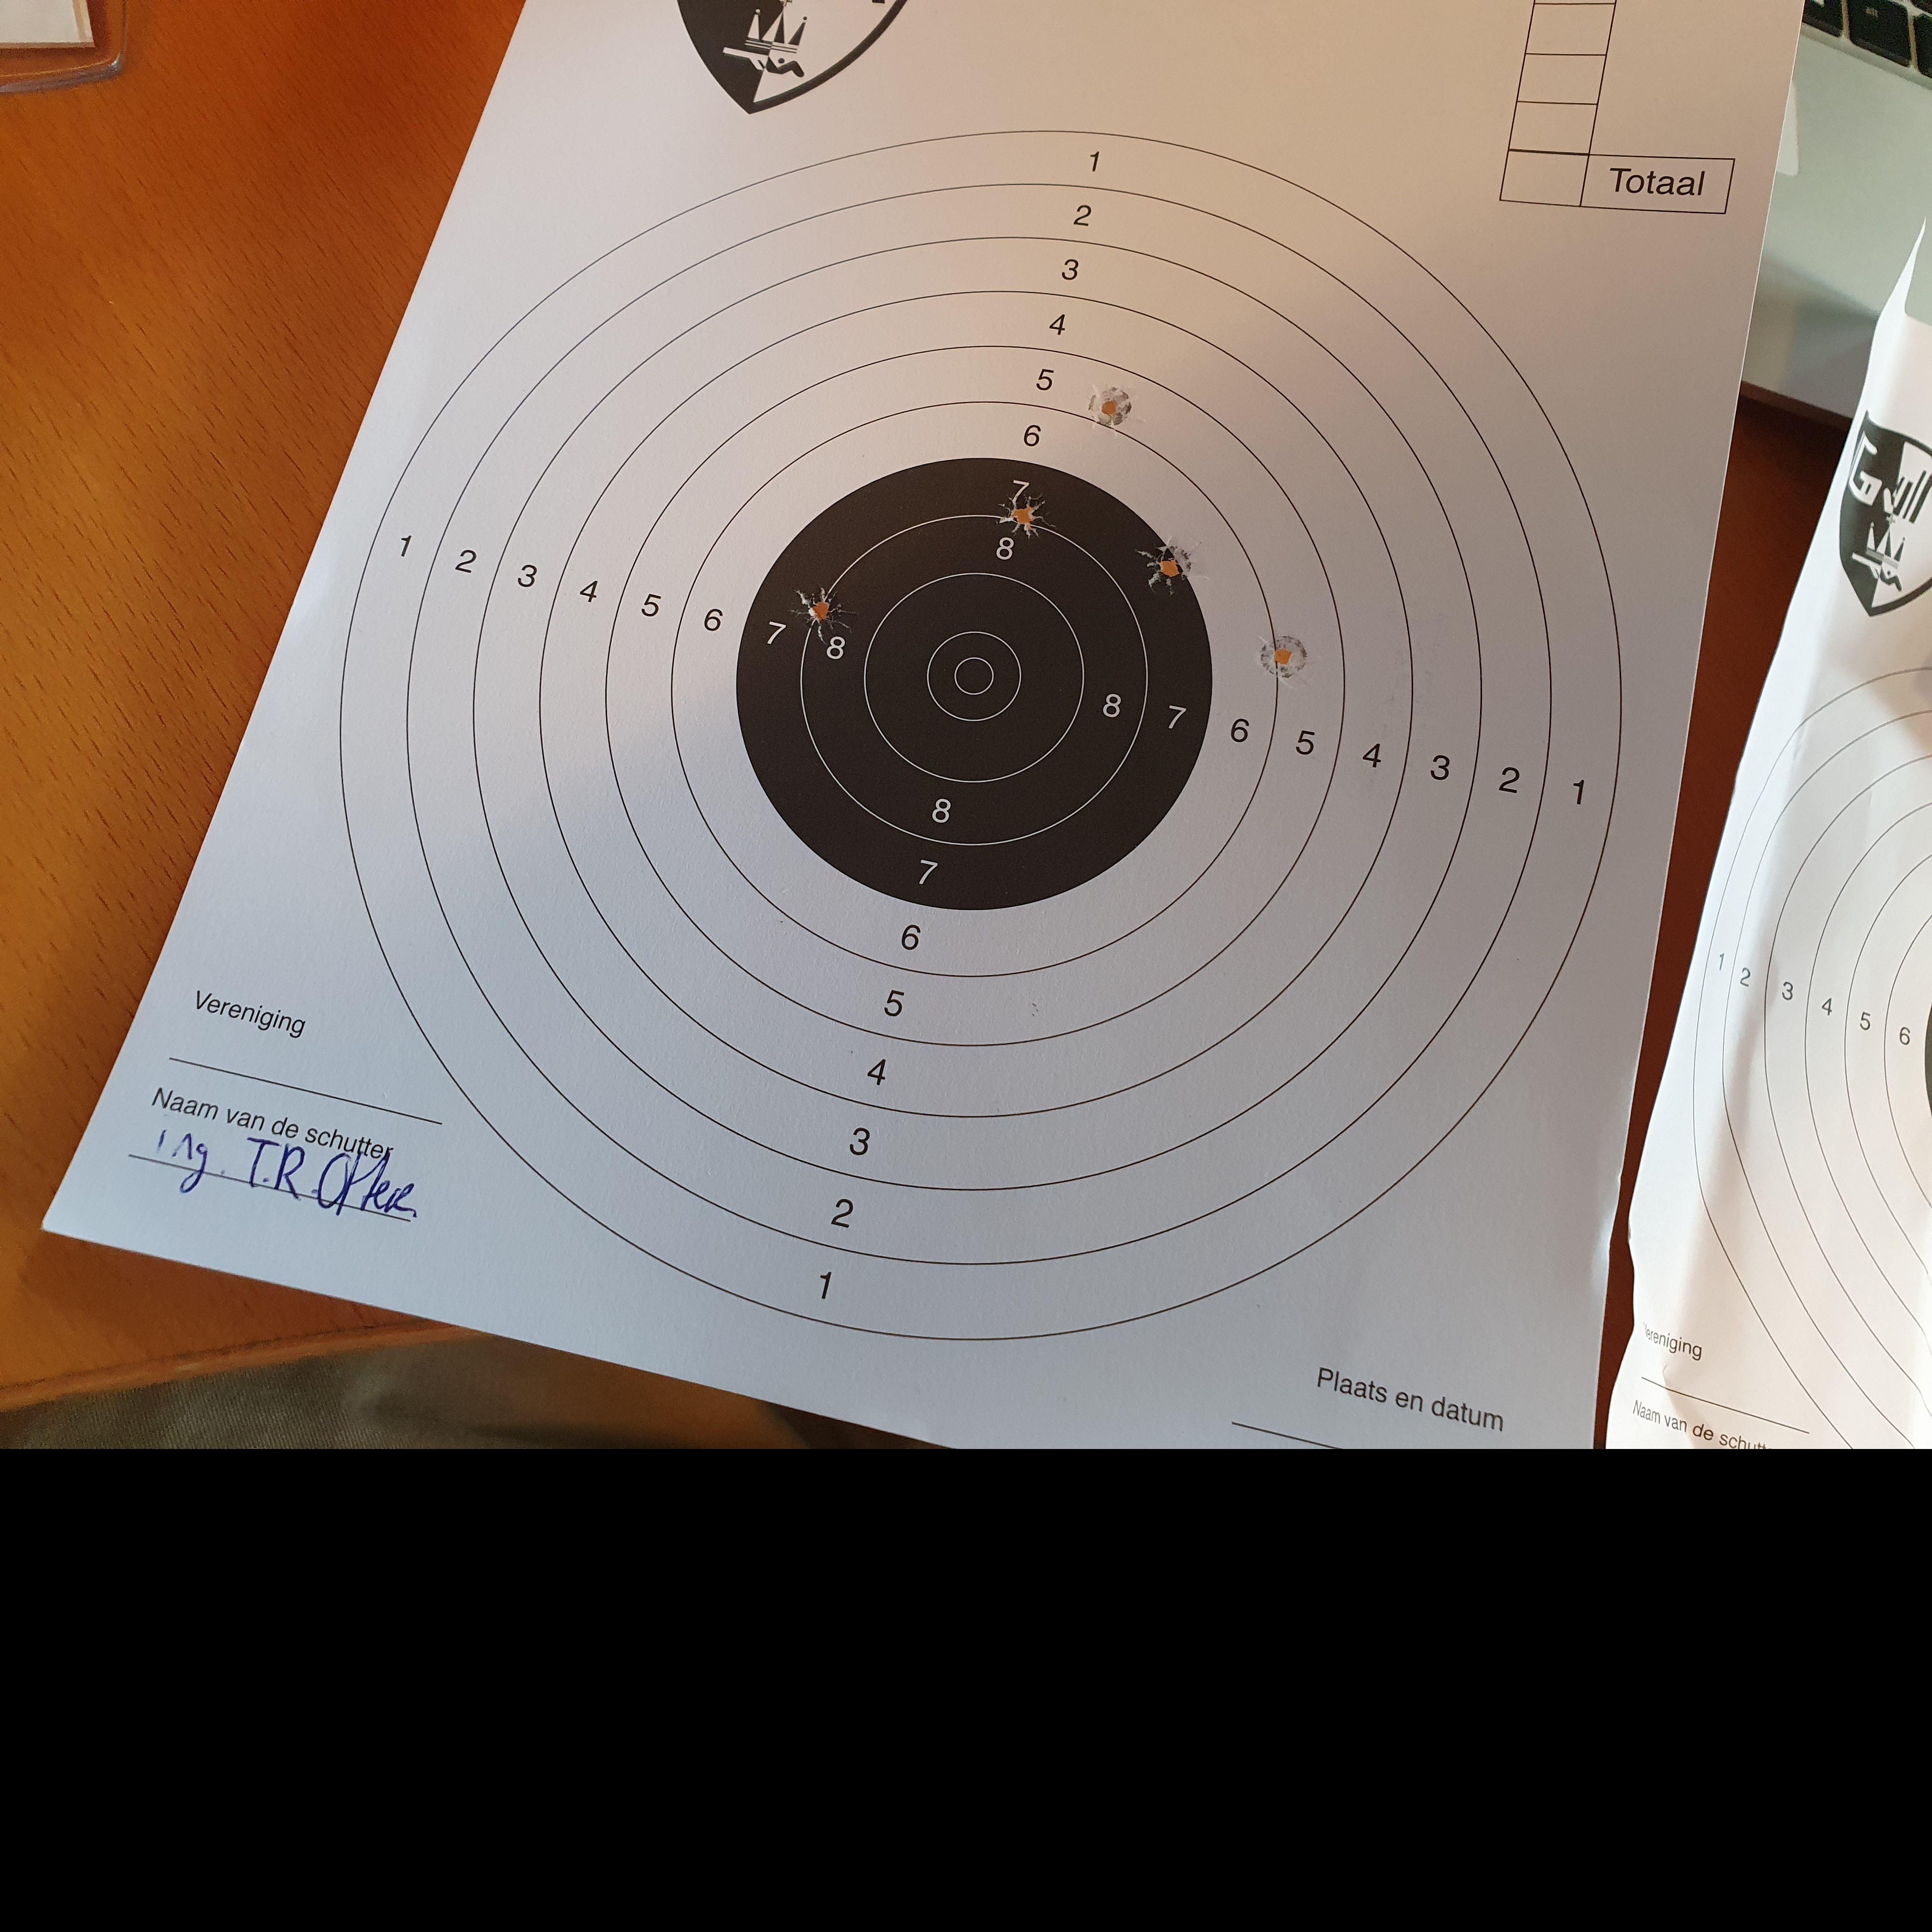 Totaal
1
2
3
4
5
6
7
8
1 2 3 4 5 6 7 8
8 7 6 5 4 3 2 1
8
7
6
5
4
3
2
1
Vereniging
Naam van de schutter
ing. T.R.
Plaats en datum
Gull
1 2 3 4 5 6
Vereniging
Naam van de schutt